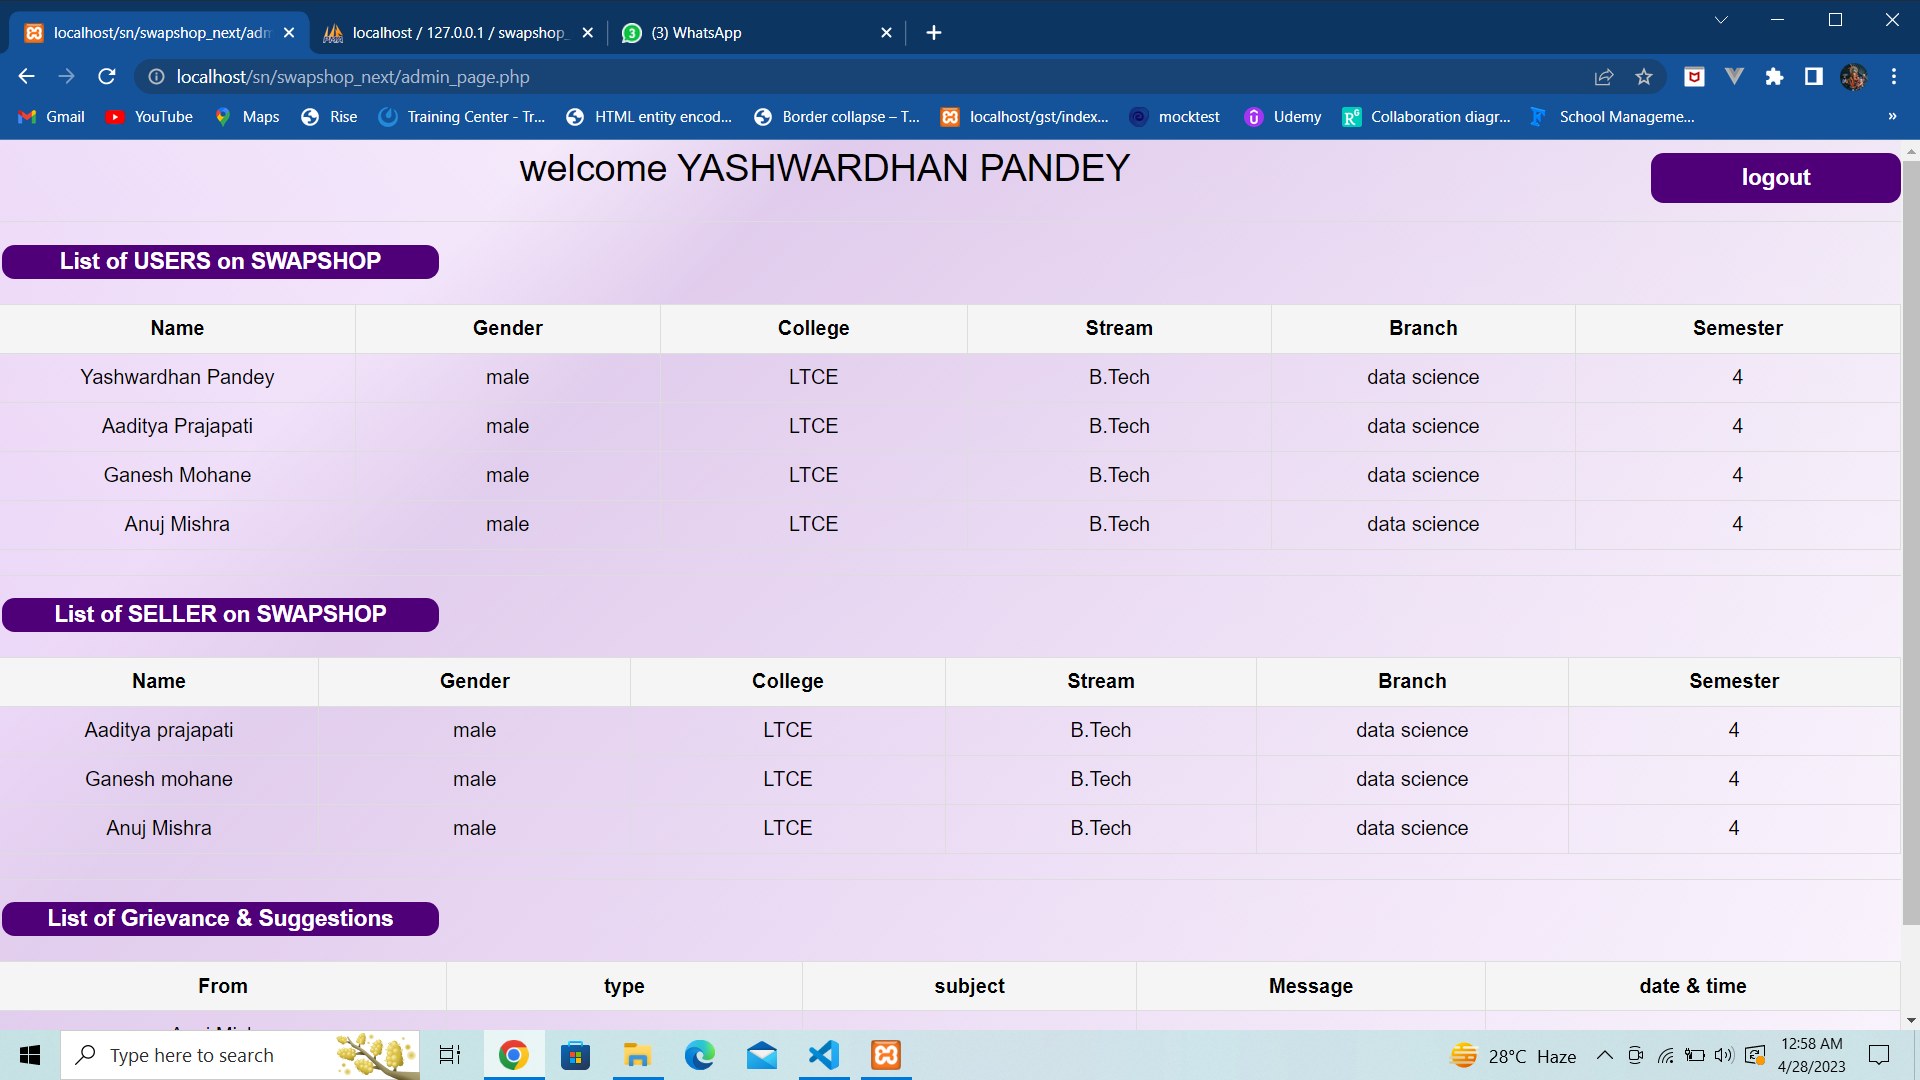 localhost/sn/swapshop_next/adm
localhost / 127.0.0.1 / swapshop_
(3) WhatsApp
localhost/sn/swapshop_next/admin_page.php
Gmail YouTube Maps Rise Training Center - Tr... HTML entity encod... Border collapse – T... localhost/gst/index... mocktest Udemy Collaboration diagr... School Manageme... »
welcome YASHWARDHAN PANDEY
logout
List of USERS on SWAPSHOP
Name Gender College Stream Branch Semester
Yashwardhan Pandey male LTCE B.Tech data science 4
Aaditya Prajapati male LTCE B.Tech data science 4
Ganesh Mohane male LTCE B.Tech data science 4
Anuj Mishra male LTCE B.Tech data science 4
List of SELLER on SWAPSHOP
Name Gender College Stream Branch Semester
Aaditya prajapati male LTCE B.Tech data science 4
Ganesh mohane male LTCE B.Tech data science 4
Anuj Mishra male LTCE B.Tech data science 4
List of Grievance & Suggestions
From type subject Message date & time
Type here to search
28°C Haze
12:58 AM
4/28/2023